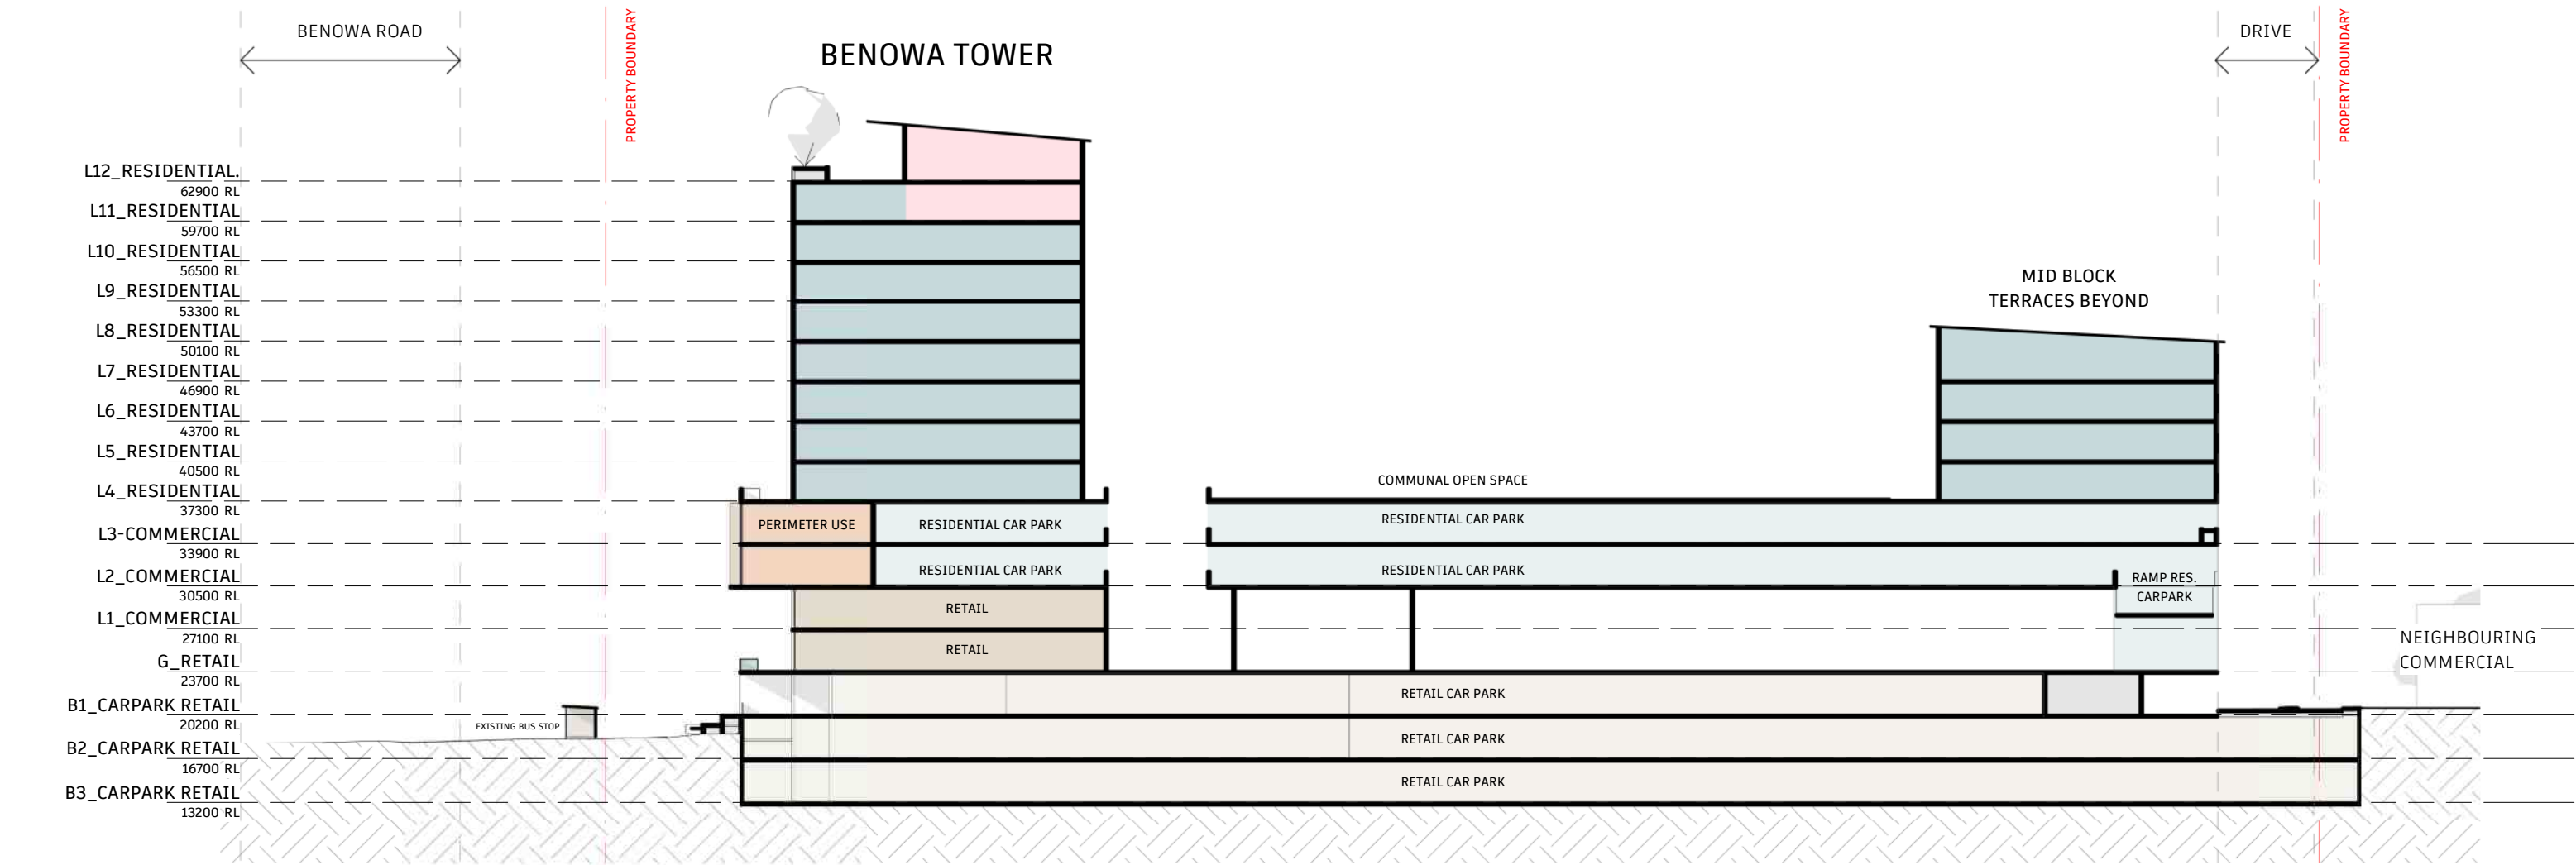 BENOWA ROAD
PROPERTY BOUNDARY
BENOWA TOWER
DRIVE
PROPERTY BOUNDARY
L12_RESIDENTIAL.
62900 RL
L11_RESIDENTIAL
59700 RL
L10_RESIDENTIAL
56500 RL
L9_RESIDENTIAL
53300 RL
L8_RESIDENTIAL
50100 RL
L7_RESIDENTIAL
46900 RL
L6_RESIDENTIAL
43700 RL
L5_RESIDENTIAL
40500 RL
L4_RESIDENTIAL
37300 RL
L3-COMMERCIAL
33900 RL
L2_COMMERCIAL
30500 RL
L1_COMMERCIAL
27100 RL
G_RETAIL
23700 RL
B1_CARPARK RETAIL
20200 RL
B2_CARPARK RETAIL
16700 RL
B3_CARPARK RETAIL
13200 RL
MID BLOCK
TERRACES BEYOND
COMMUNAL OPEN SPACE
PERIMETER USE
RESIDENTIAL CAR PARK
RESIDENTIAL CAR PARK
RESIDENTIAL CAR PARK
RESIDENTIAL CAR PARK
RAMP RES.
CARPARK
RETAIL
RETAIL
NEIGHBOURING
COMMERCIAL
RETAIL CAR PARK
EXISTING BUS STOP
RETAIL CAR PARK
RETAIL CAR PARK